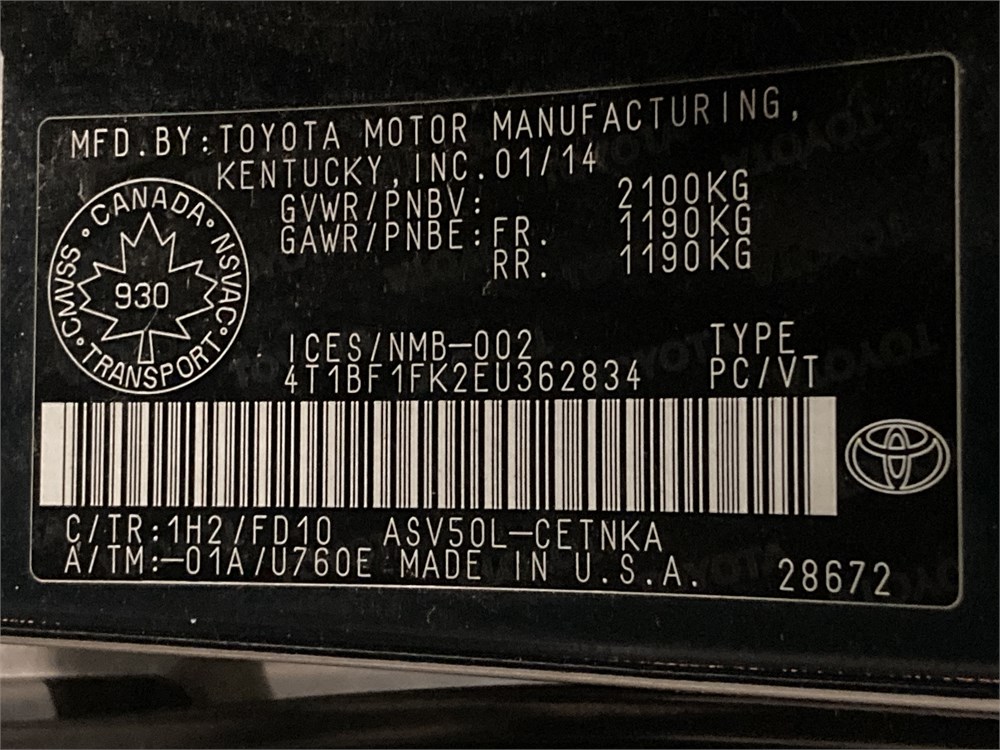 MFD.BY:TOYOTA MOTOR MANUFACTURING,
KENTUCKY,INC.01/14
GVWR/PNBV: 2100KG
GAWR/PNBE:FR. 1190KG
RR. 1190KG
CMVSS • CANADA • NSVAC • TRANSPORT •
930
ICES/NMB-002 TYPE
4T1BF1FK2EU362834 PC/VT
C/TR:1H2/FD10 ASV50L-CETNKA
A/TM:-01A/U760E MADE IN U.S.A. 28672